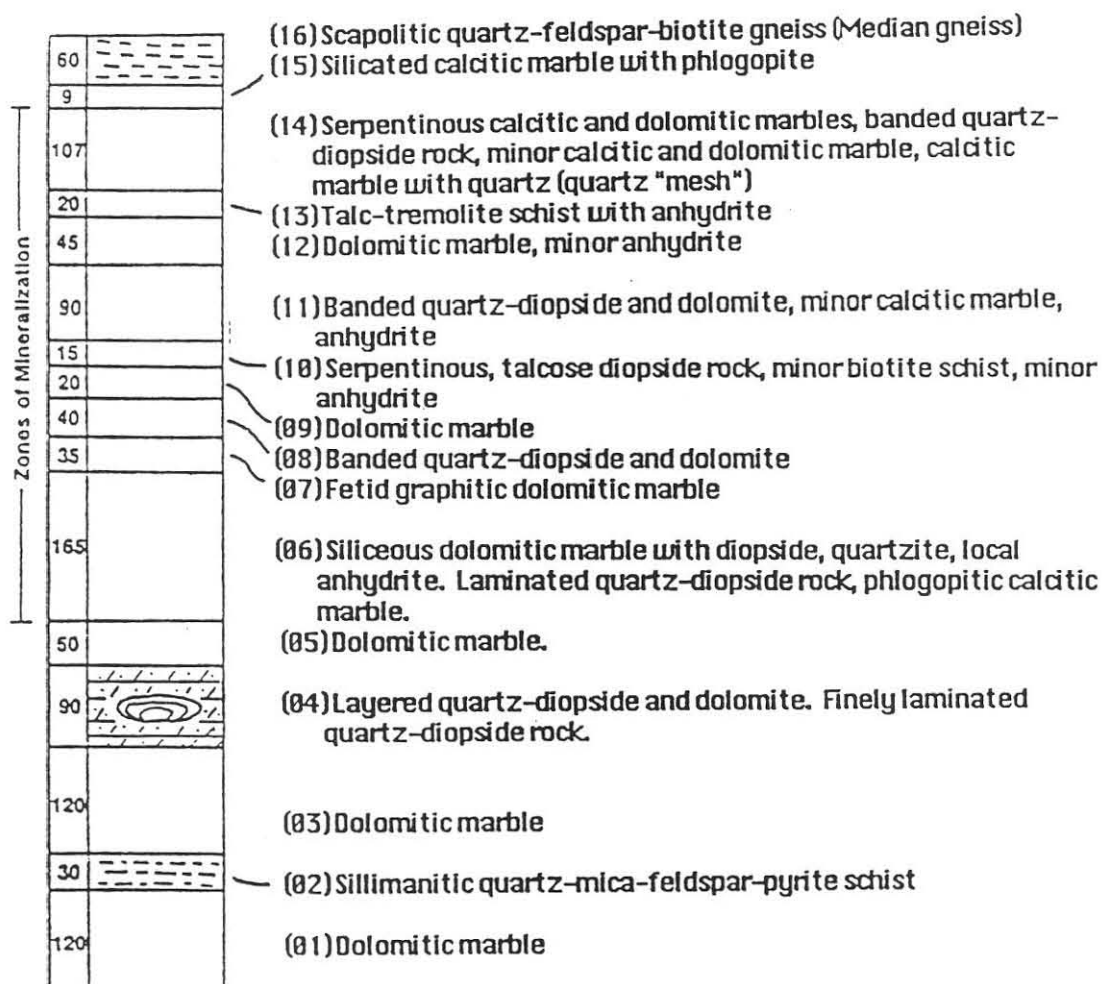 (16)Scapolitic quartz-feldspar-biotite gneiss (Median gneiss)
60
(15)Silicated calcitic marble with phlogopite
9
(14)Serpentinous calcitic and dolomitic marbles, banded quartz-
107
diopside rock, minor calcitic and dolomitic marble, calcitic
marble with quartz (quartz "mesh")
20
(13)Talc-tremolite schist with anhydrite
45
(12)Dolomitic marble, minor anhydrite
90
(11)Banded quartz-diopside and dolomite, minor calcitic marble,
anhydrite
15
(10)Serpentinous, talcose diopside rock, minor biotite schist, minor
anhydrite
20
(09)Dolomitic marble
40
(08)Banded quartz-diopside and dolomite
35
(07)Fetid graphitic dolomitic marble
Zones of Mineralization
165
(06)Siliceous dolomitic marble with diopside, quartzite, local
anhydrite. Laminated quartz-diopside rock, phlogopitic calcitic
marble.
50
(05)Dolomitic marble.
90
(04)Layered quartz-diopside and dolomite. Finely laminated
quartz-diopside rock.
120
(03)Dolomitic marble
30
(02)Sillimanitic quartz-mica-feldspar-pyrite schist
120
(01)Dolomitic marble